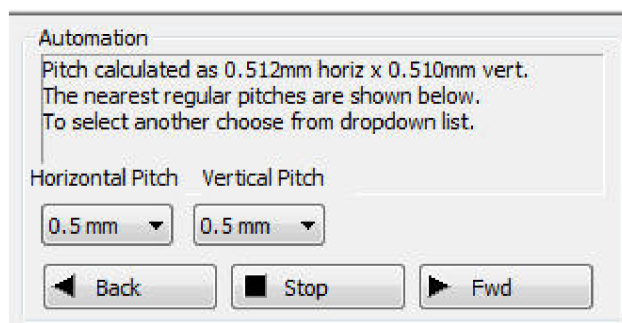 Automation
Pitch calculated as 0.512mm horiz x 0.510mm vert.
The nearest regular pitches are shown below.
To select another choose from dropdown list.
Horizontal Pitch Vertical Pitch
0.5 mm 0.5 mm
Back Stop Fwd